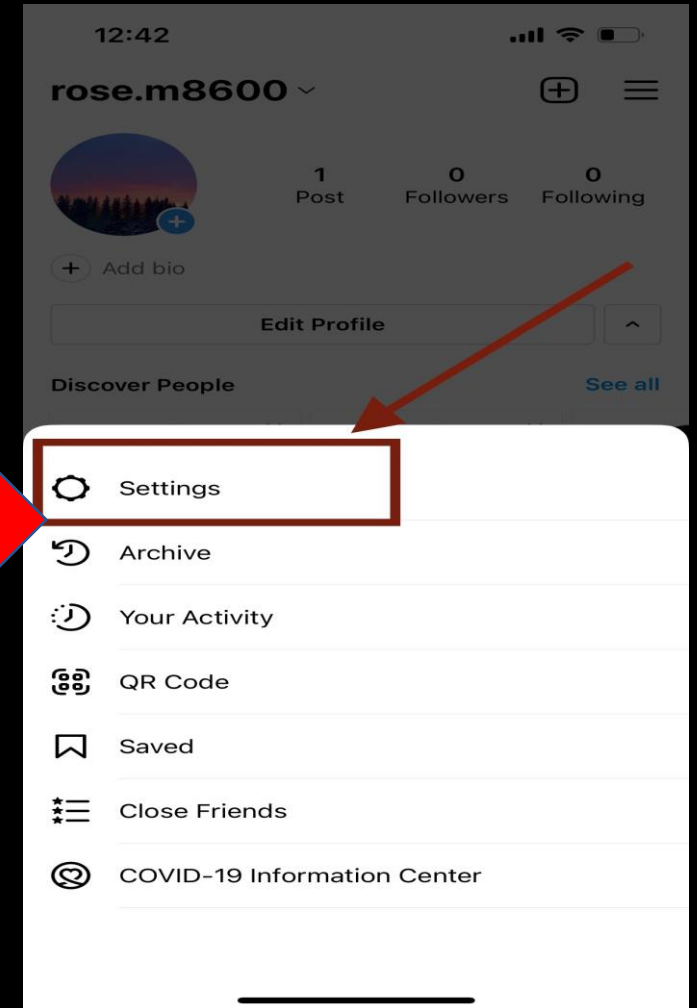 12:42
rose.m8600
1 0 0
Post Followers Following
Add bio
Edit Profile
Discover People See all
Settings
Archive
Your Activity
QR Code
Saved
Close Friends
COVID-19 Information Center